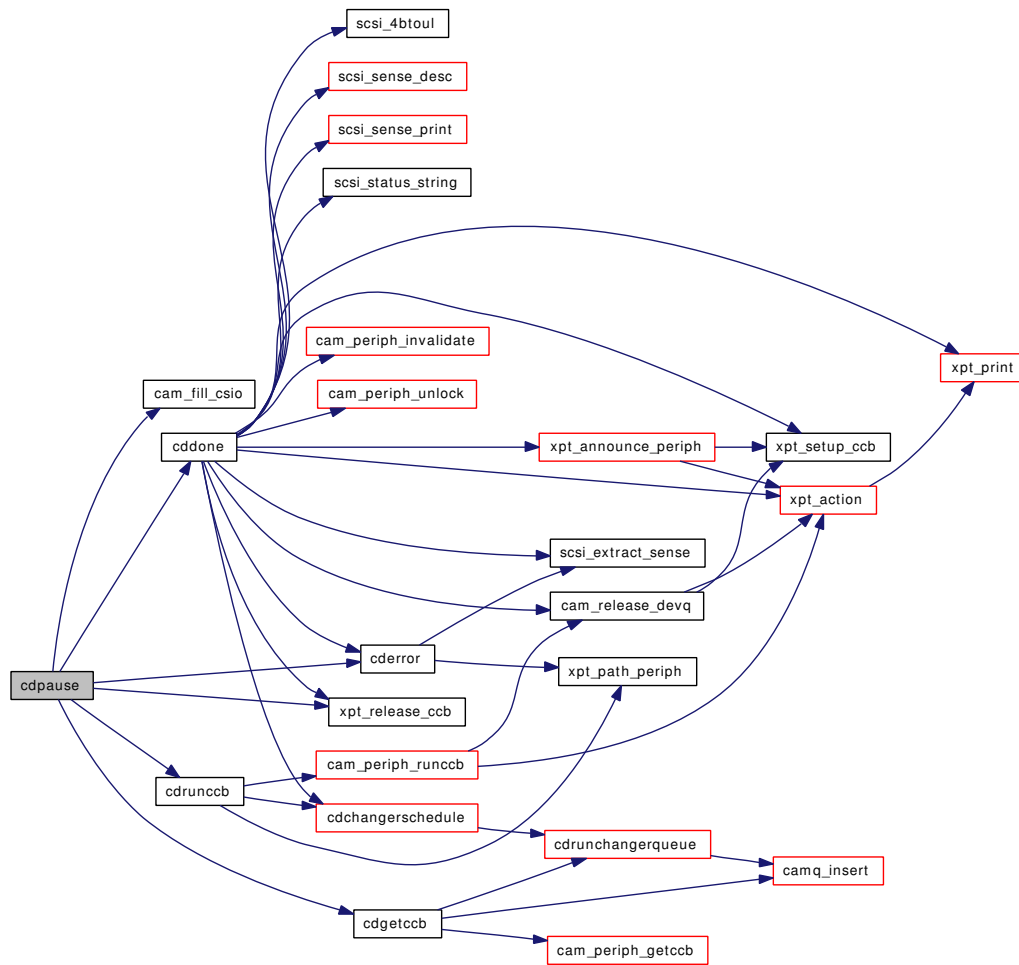 scsi_4btoul
scsi_sense_desc
scsi_sense_print
scsi_status_string
cam_periph_invalidate
xpt_print
cam_fill_csio
cam_periph_unlock
cddone
xpt_announce_periph
xpt_setup_ccb
xpt_action
scsi_extract_sense
cam_release_devq
cderror
xpt_path_periph
cdpause
xpt_release_ccb
cam_periph_runccb
cdrunccb
cdchangerschedule
cdrunchangerqueue
camq_insert
cdgetccb
cam_periph_getccb